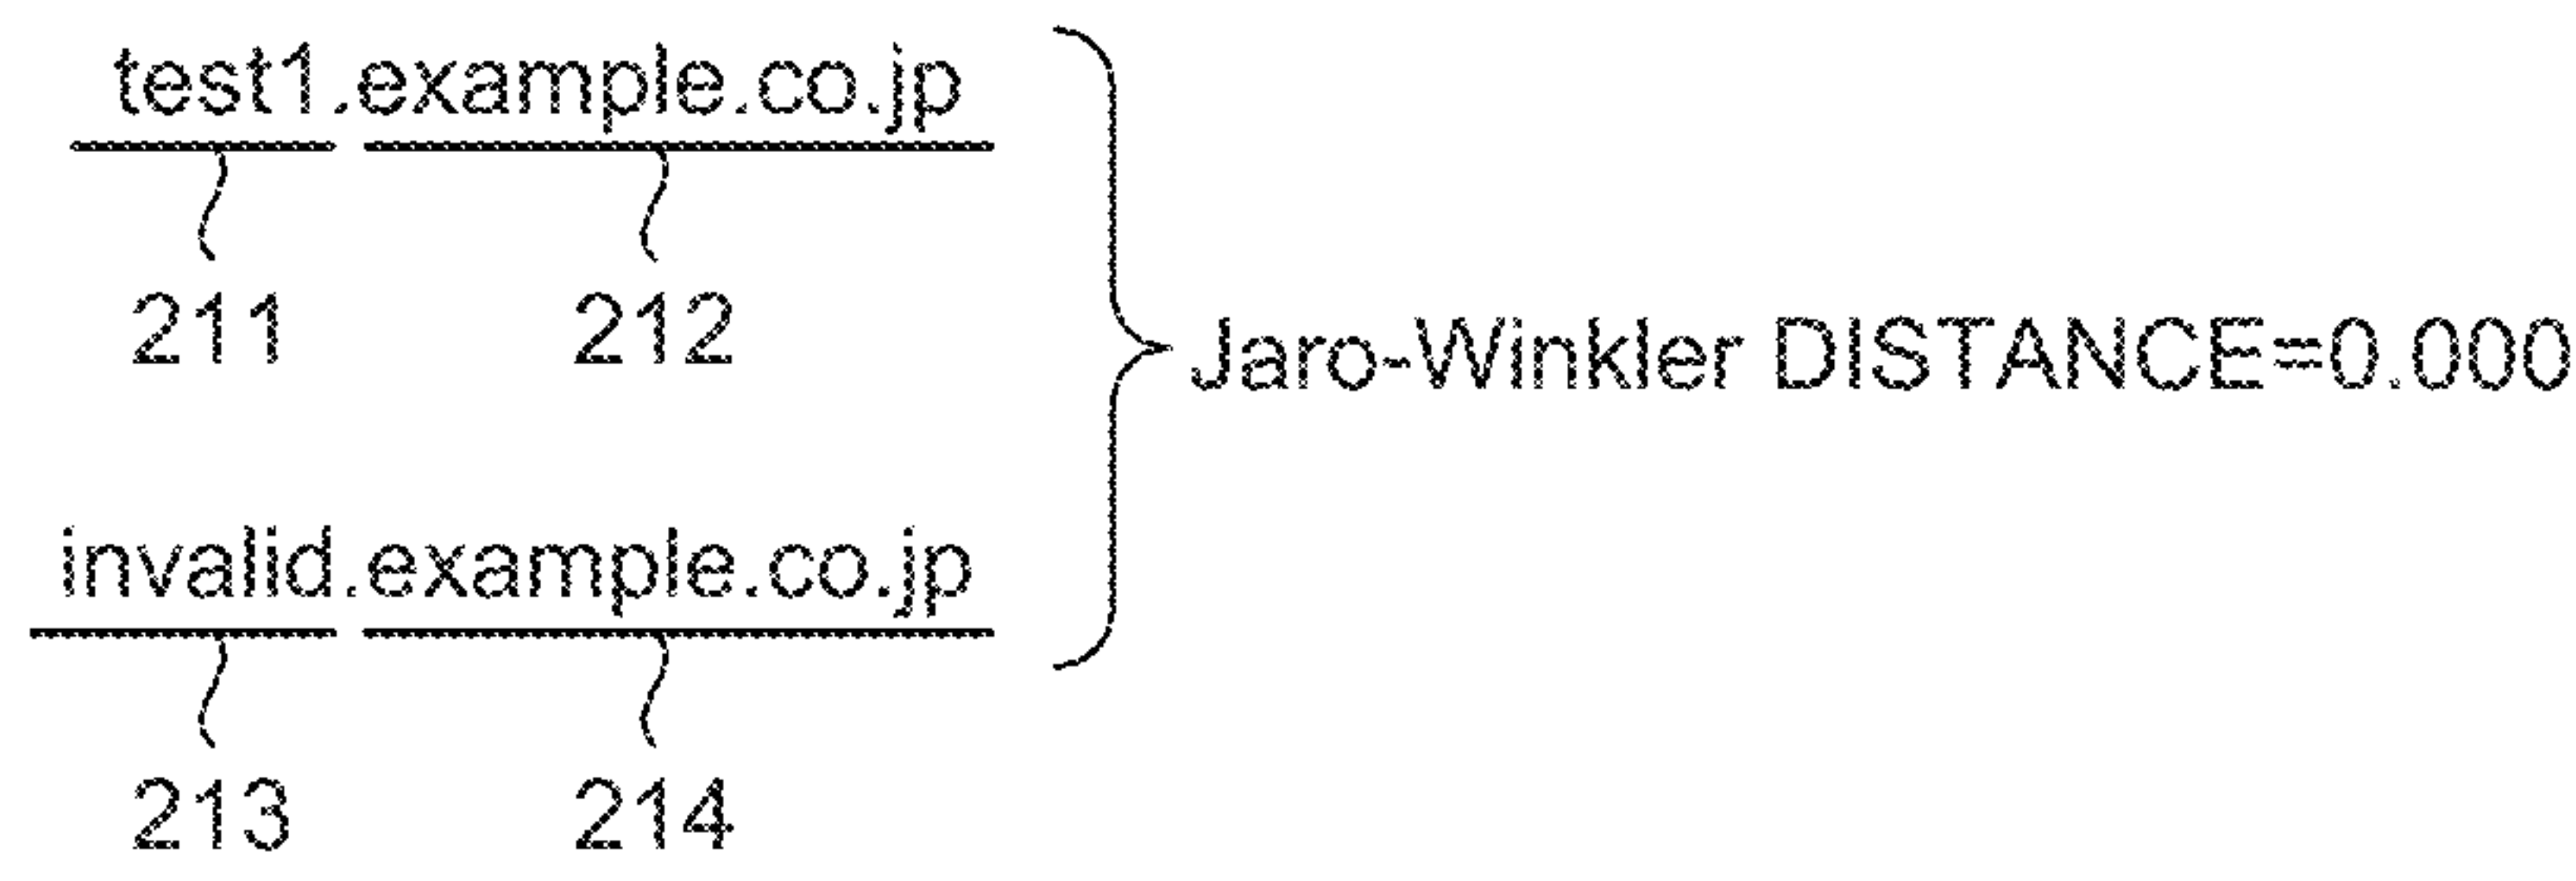 test1.example.co.jp
211 212
Jaro-Winkler DISTANCE=0.000
invalid.example.co.jp
213 214